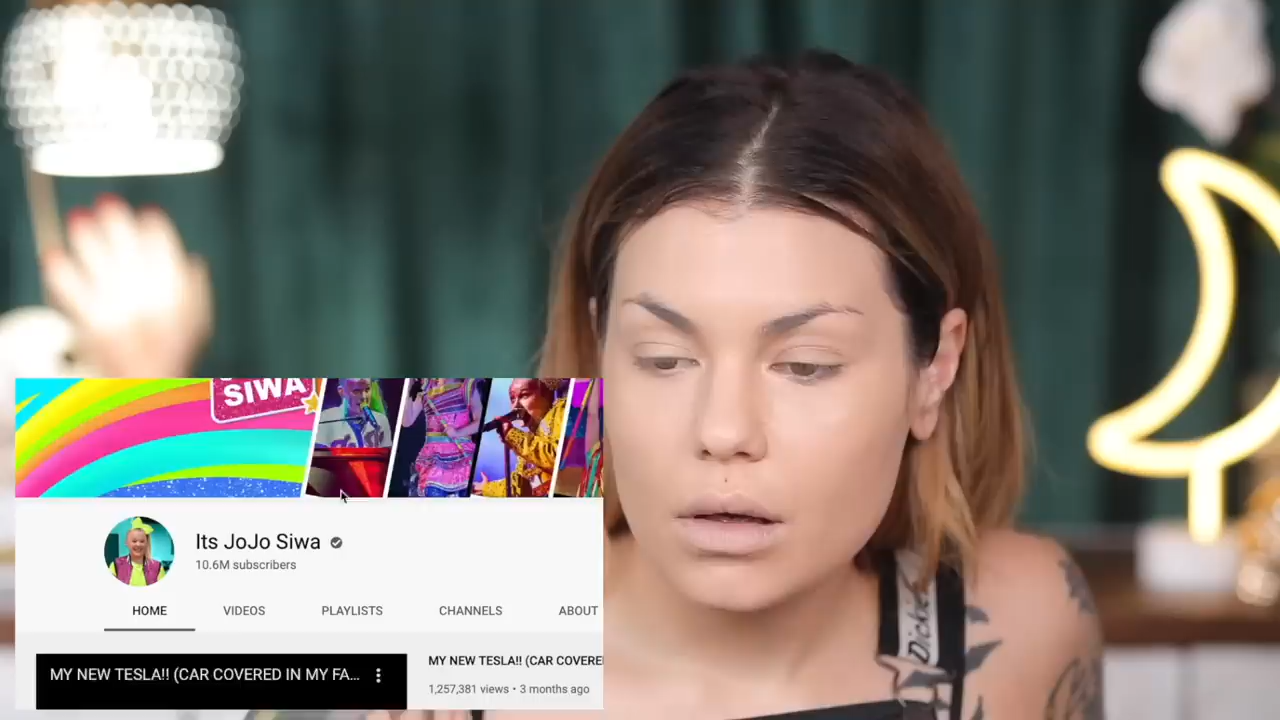 SIWA
Its JoJo Siwa
10.6M subscribers
HOME VIDEOS PLAYLISTS CHANNELS ABOUT
MY NEW TESLA!! (CAR COVERED IN MY FA...
MY NEW TESLA!! (CAR COVERE
1,257,381 views • 3 months ago
Dickies